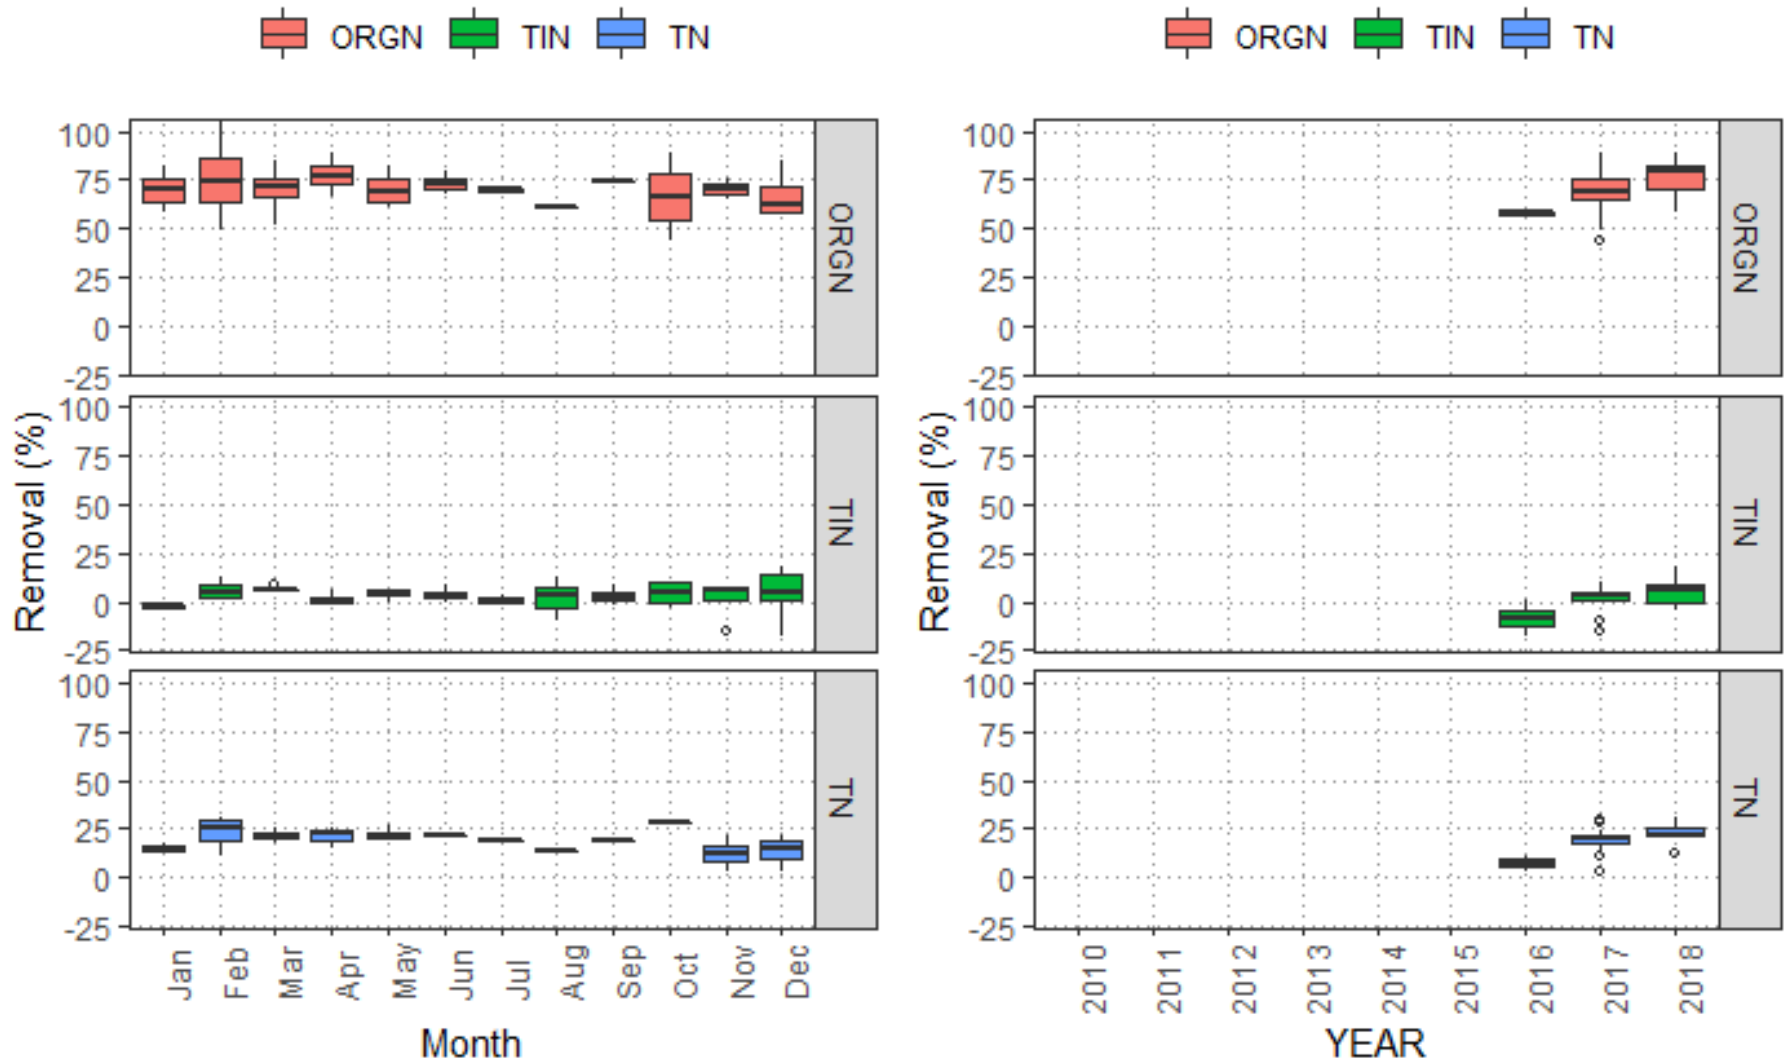 ORGN TIN TN
100
75
50
25
0
-25
ORGN
100
75
50
25
0
-25
TIN
100
75
50
25
0
-25
TN
Removal (%)
Jan Feb Mar Apr May Jun Jul Aug Sep Oct Nov Dec
Month
ORGN TIN TN
100
75
50
25
0
-25
ORGN
100
75
50
25
0
-25
TIN
100
75
50
25
0
-25
TN
Removal (%)
2010 2011 2012 2013 2014 2015 2016 2017 2018
YEAR